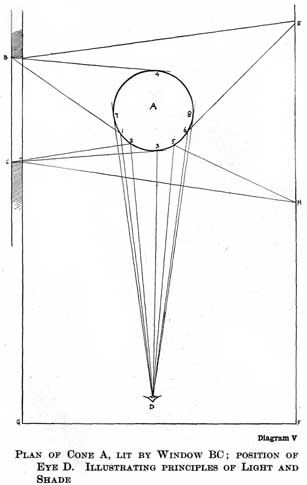 E
B
4
A
7
8
1
6
2
5
3
C
H
D
G
F
Diagram V
PLAN OF CONE A, LIT BY WINDOW BC; POSITION OF
EYE D. ILLUSTRATING PRINCIPLES OF LIGHT AND
SHADE